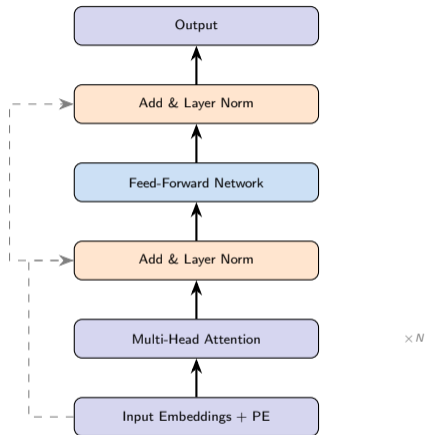 Output
Add & Layer Norm
Feed-Forward Network
Add & Layer Norm
Multi-Head Attention
×N
Input Embeddings + PE